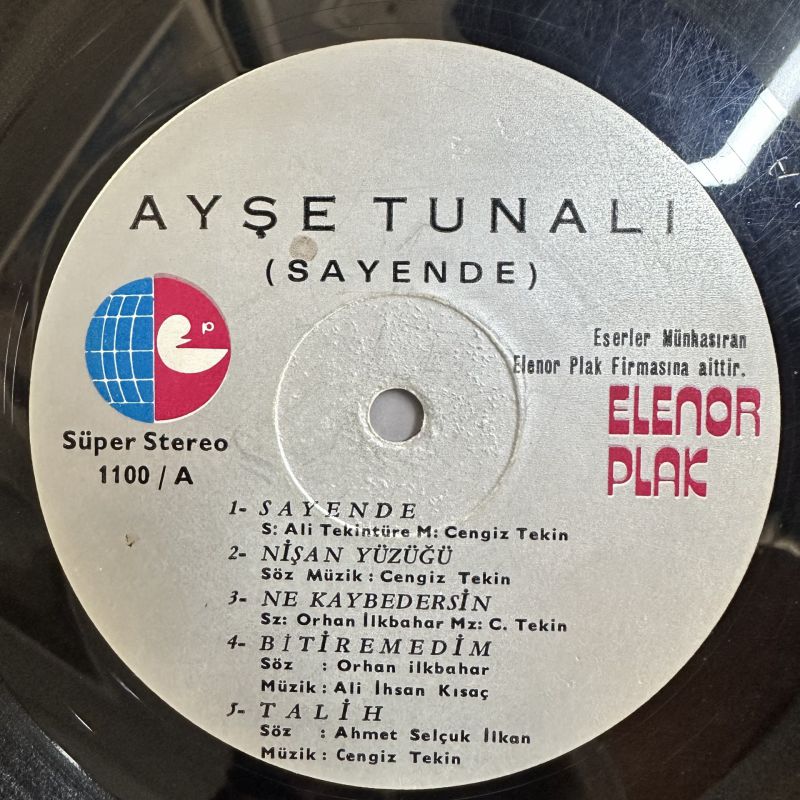 AYŞE TUNALI
(SAYENDE)
Eserler Münhasıran
Elenor Plak Firmasına aittir.
ELENOR
PLAK
P
Süper Stereo
1100 / A
1- SAYENDE
S: Ali Tekintüre M: Cengiz Tekin
2- NİŞAN YÜZÜĞÜ
Söz Müzik : Cengiz Tekin
3- NE KAYBEDERSİN
Sz: Orhan İlkbahar Mz: C. Tekin
4- BİTİREMEDİM
Söz : Orhan ilkbahar
Müzik : Ali İhsan Kısaç
5- TALİH
Söz : Ahmet Selçuk İlkan
Müzik : Cengiz Tekin